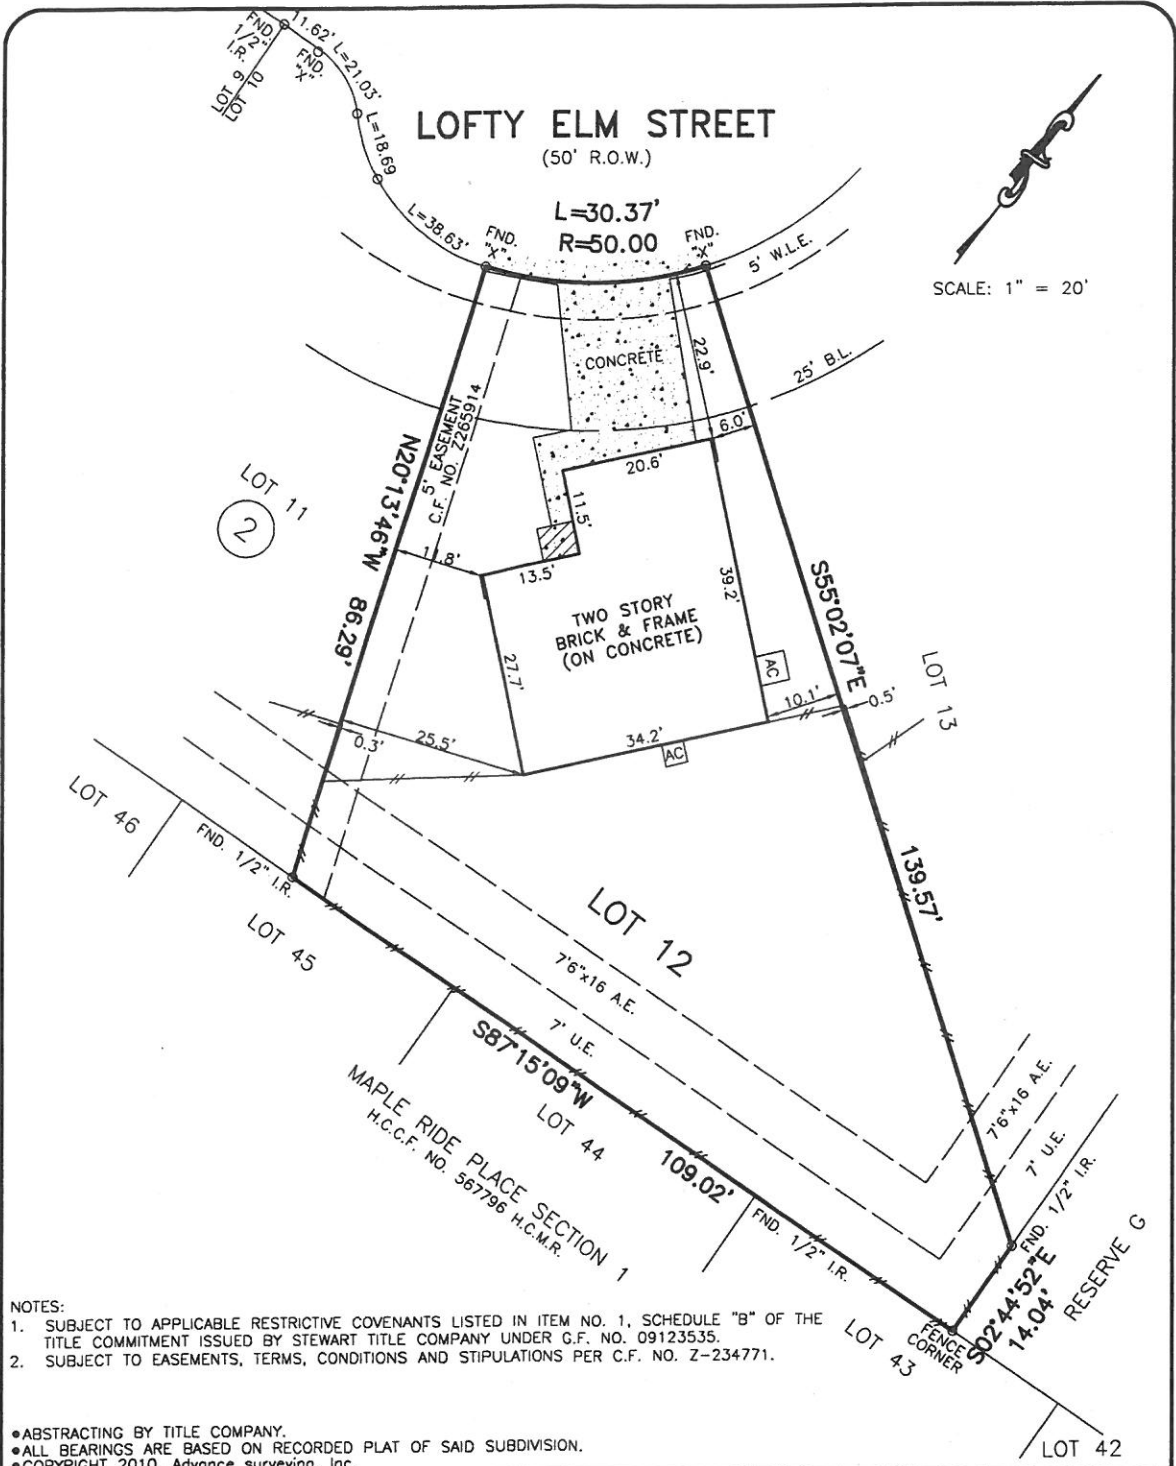 FND.
1/2"
I.R.
11.62'
FND.
"X"
L=21.03'
L=18.69
LOT 9
LOT 10
LOFTY ELM STREET
(50' R.O.W.)
L=38.63'
FND.
"X"
L=30.37'
R=50.00
FND.
"X"
5' W.L.E.
SCALE: 1" = 20'
CONCRETE
22.9'
25' B.L.
6.0'
20.6'
11.5'
LOT 11
2
N20°13'46"W 86.29'
5' EASEMENT
C.F. NO. Z265914
11.8'
13.5'
TWO STORY
BRICK & FRAME
(ON CONCRETE)
39.2'
27.7'
S55°02'07"E
139.57'
AC
10.1'
0.5'
LOT 13
34.2'
AC
0.3'
25.5'
LOT 46
FND. 1/2" I.R.
LOT 45
LOT 12
7'6"x16 A.E.
7' U.E.
S87°15'09"W
109.02'
MAPLE RIDE PLACE SECTION 1
H.C.C.F. NO. 567796 H.C.M.R.
LOT 44
FND. 1/2" I.R.
7'6"x16 A.E.
7' U.E.
FND. 1/2" I.R.
RESERVE G
S02°44'52"E
14.04'
FENCE
CORNER
LOT 43
LOT 42
NOTES:
1. SUBJECT TO APPLICABLE RESTRICTIVE COVENANTS LISTED IN ITEM NO. 1, SCHEDULE "B" OF THE
TITLE COMMITMENT ISSUED BY STEWART TITLE COMPANY UNDER G.F. NO. 09123535.
2. SUBJECT TO EASEMENTS, TERMS, CONDITIONS AND STIPULATIONS PER C.F. NO. Z-234771.
•ABSTRACTING BY TITLE COMPANY.
•ALL BEARINGS ARE BASED ON RECORDED PLAT OF SAID SUBDIVISION.
•COPYRIGHT 2010, Advance surveying, Inc.